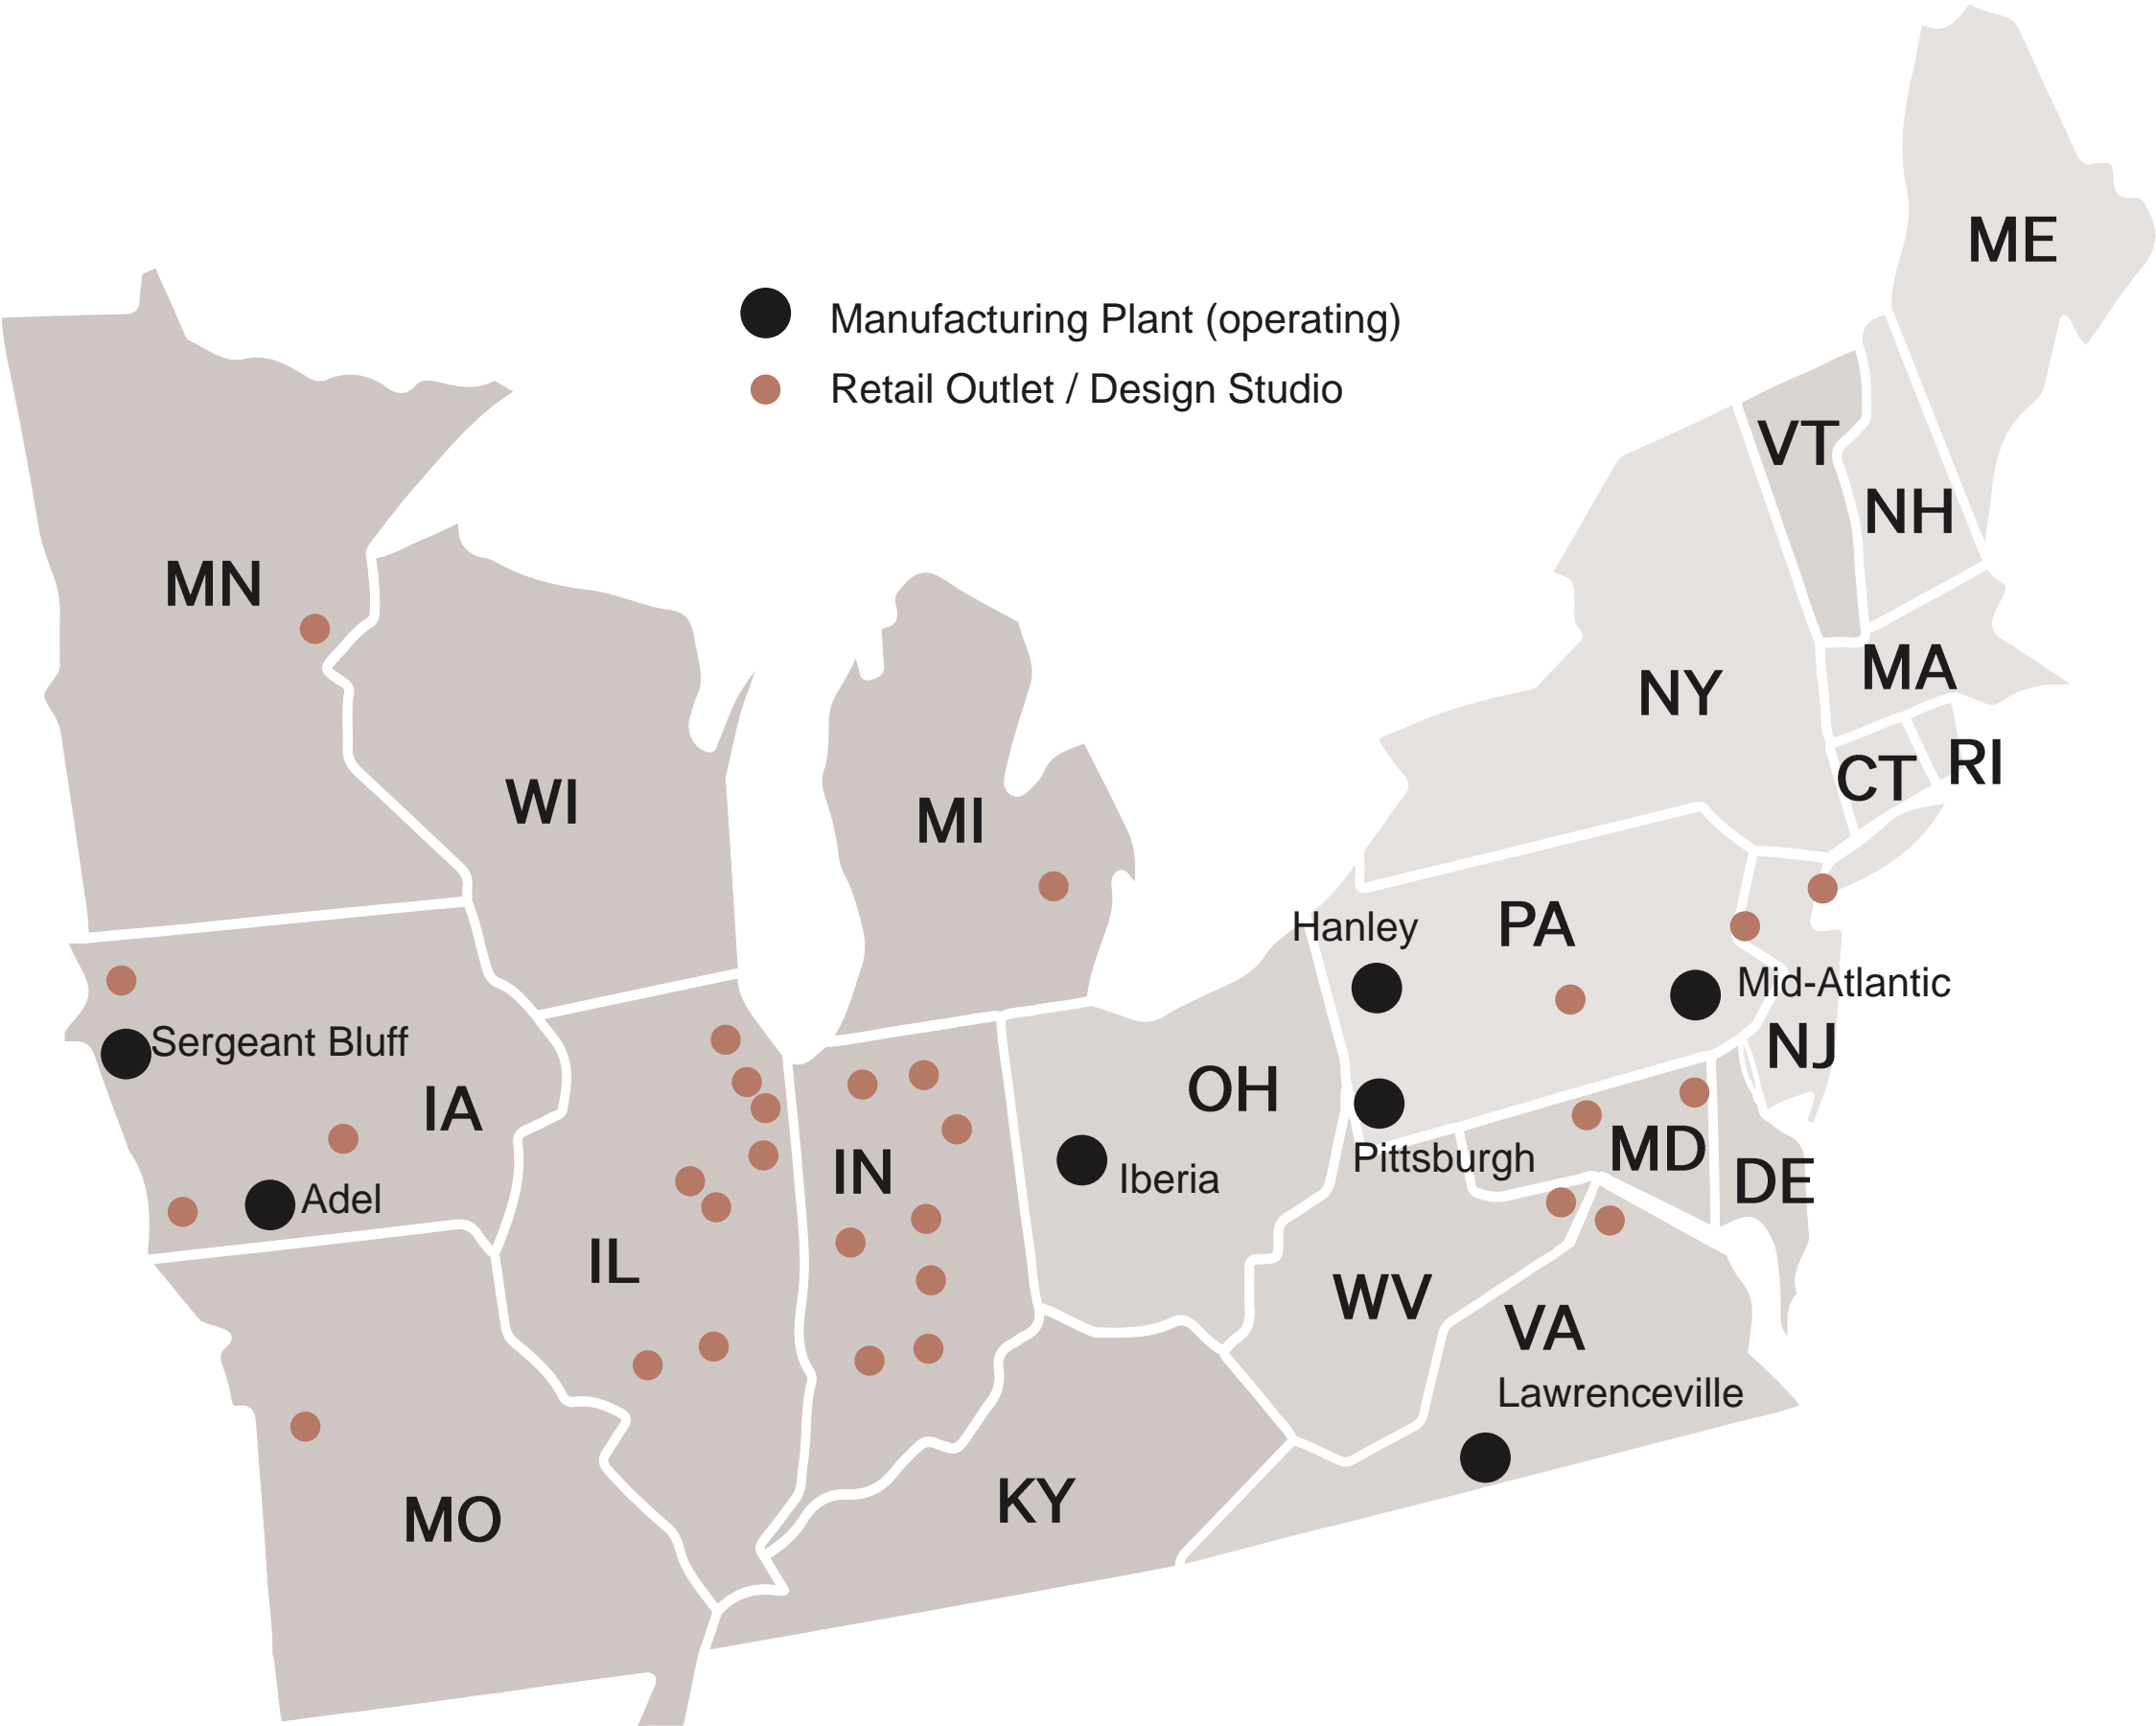 ME
Manufacturing Plant (operating)
Retail Outlet / Design Studio
VT
NH
MN
MA
NY
RI
CT
WI
MI
Hanley
PA
Mid-Atlantic
Sergeant Bluff
NJ
OH
IA
MD
Pittsburgh
IN
Iberia
DE
Adel
IL
WV
VA
Lawrenceville
KY
MO